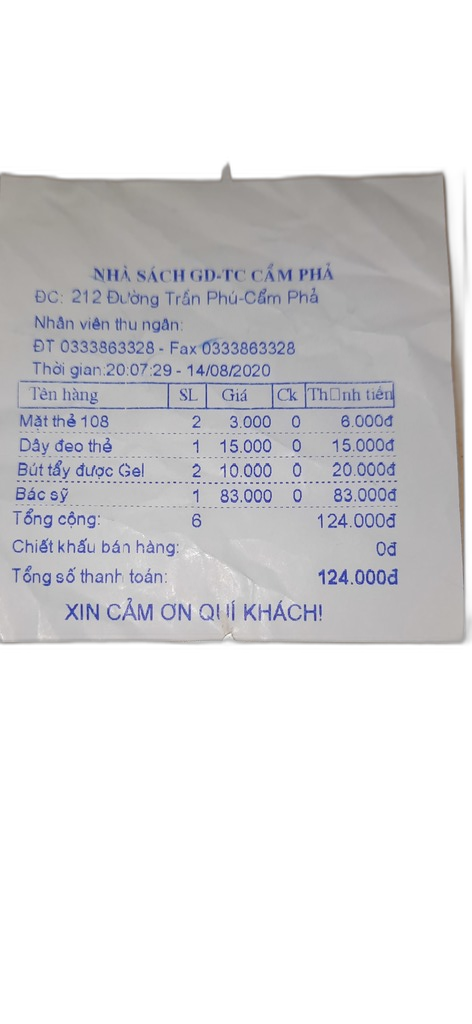 NHÀ SÁCH GD-TC CẨM PHẢ
ĐC: 212 Đường Trần Phú-Cẩm Phả
Nhân viên thu ngân:
ĐT 0333863328 - Fax 0333863328
Thời gian:20:07:29 - 14/08/2020
Tên hàng SL Giá Ck Th□nh tiền
Mặt thẻ 108 2 3.000 0 6.000đ
Dây đeo thẻ 1 15.000 0 15.000đ
Bút tẩy được Gel 2 10.000 0 20.000đ
Bác sỹ 1 83.000 0 83.000đ
Tổng cộng: 6 124.000đ
Chiết khấu bán hàng: 0đ
Tổng số thanh toán: 124.000đ
XIN CẢM ƠN QUÍ KHÁCH!